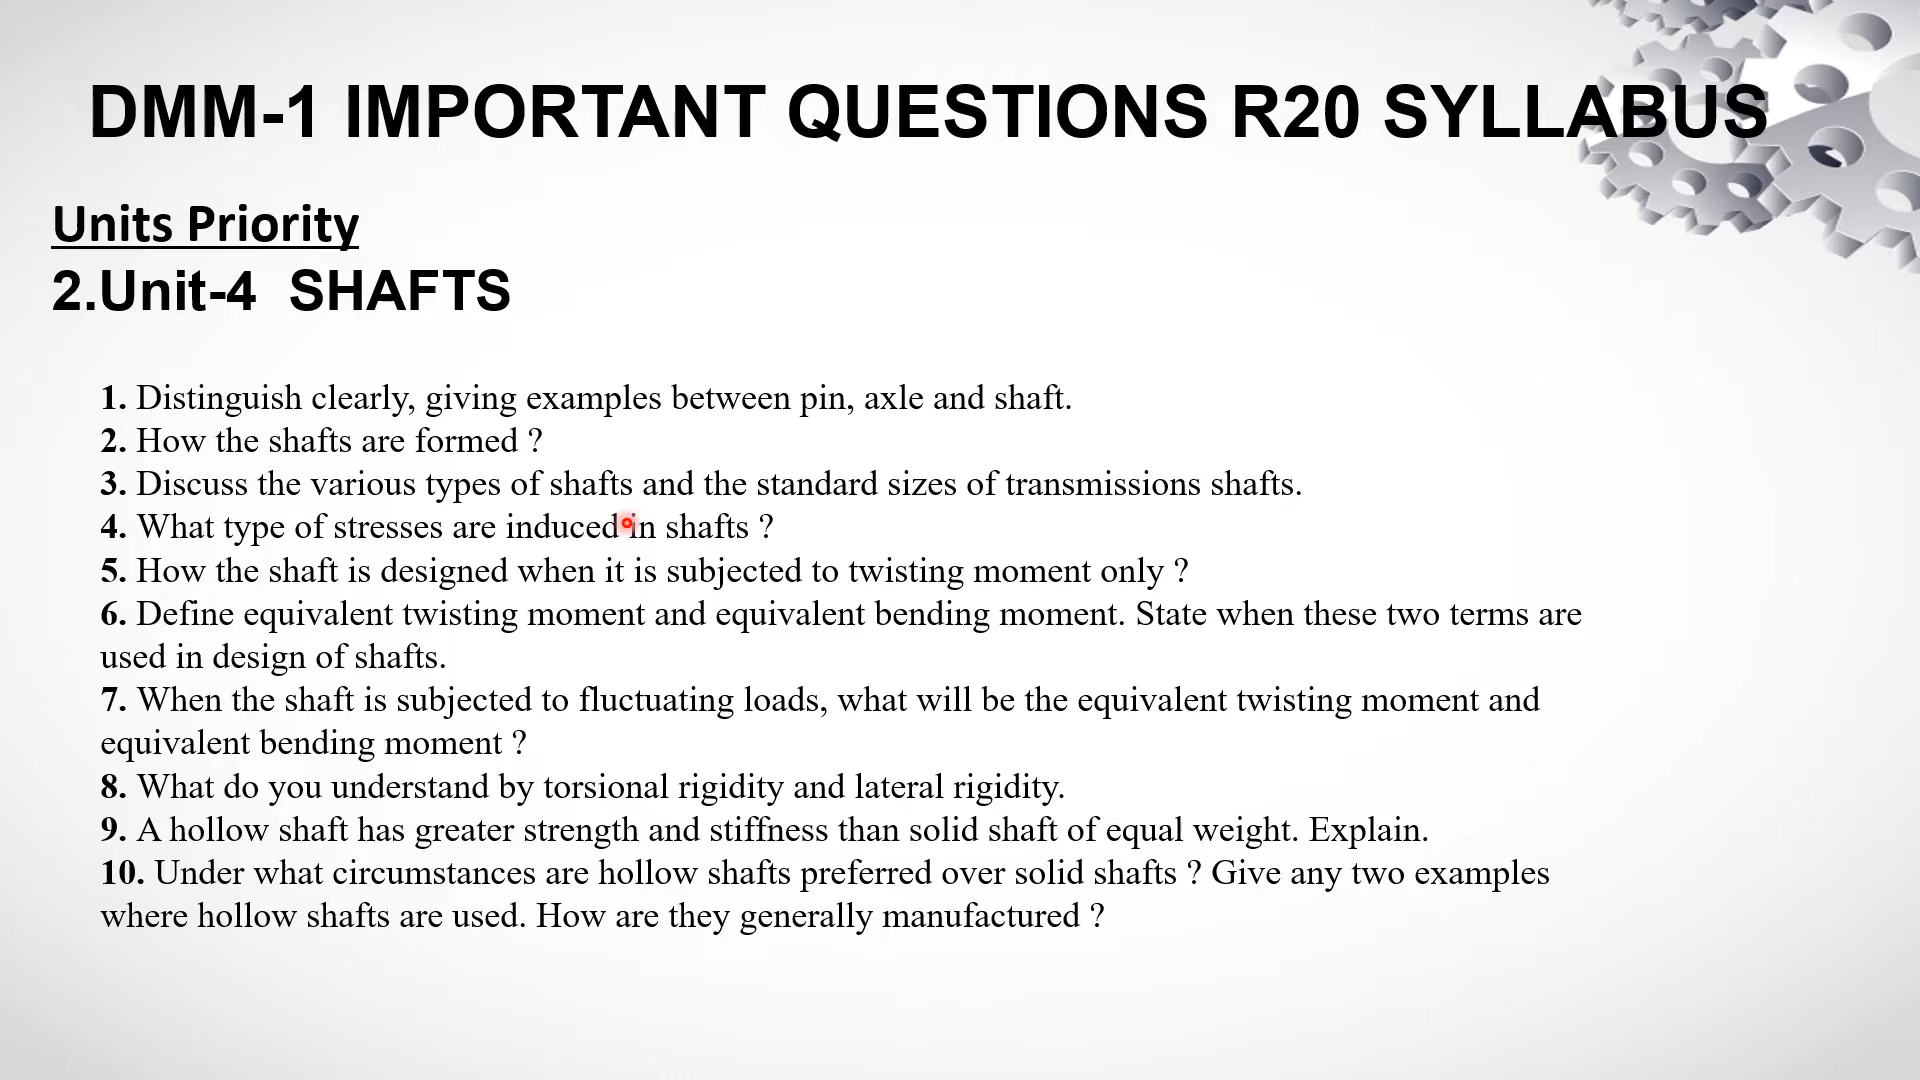 DMM-1 IMPORTANT QUESTIONS R20 SYLLABUS
Units Priority
2.Unit-4 SHAFTS
1. Distinguish clearly, giving examples between pin, axle and shaft.
2. How the shafts are formed ?
3. Discuss the various types of shafts and the standard sizes of transmissions shafts.
4. What type of stresses are induced in shafts ?
5. How the shaft is designed when it is subjected to twisting moment only ?
6. Define equivalent twisting moment and equivalent bending moment. State when these two terms are
used in design of shafts.
7. When the shaft is subjected to fluctuating loads, what will be the equivalent twisting moment and
equivalent bending moment ?
8. What do you understand by torsional rigidity and lateral rigidity.
9. A hollow shaft has greater strength and stiffness than solid shaft of equal weight. Explain.
10. Under what circumstances are hollow shafts preferred over solid shafts ? Give any two examples
where hollow shafts are used. How are they generally manufactured ?